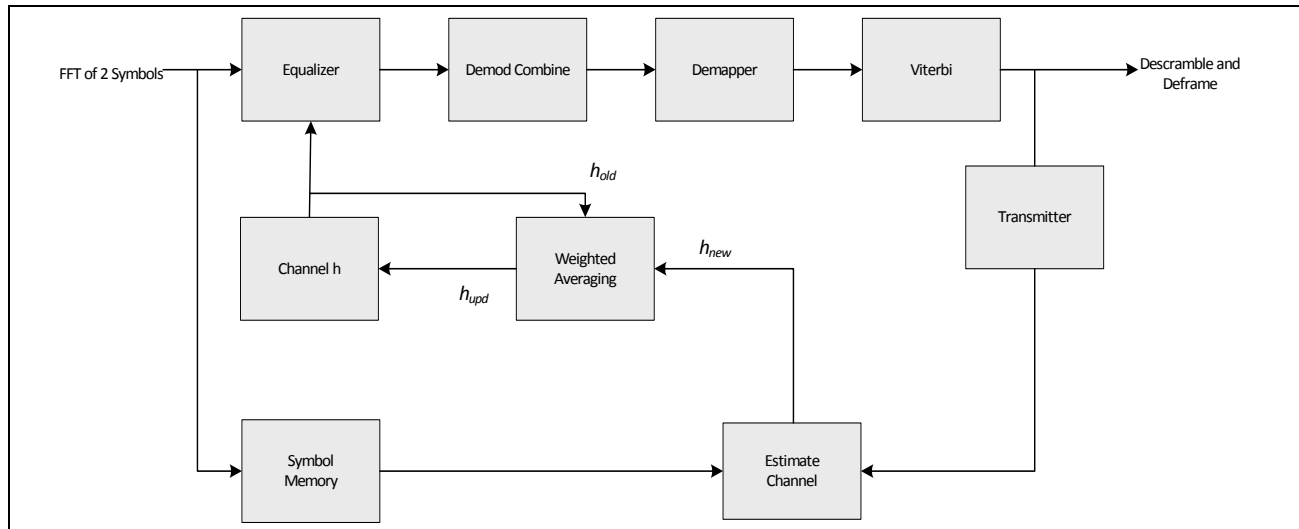 FFT of 2 Symbols
Equalizer
Demod Combine
Demapper
Viterbi
Descramble and
Deframe
h_old
Transmitter
Channel h
Weighted
Averaging
h_new
h_upd
Symbol
Memory
Estimate
Channel